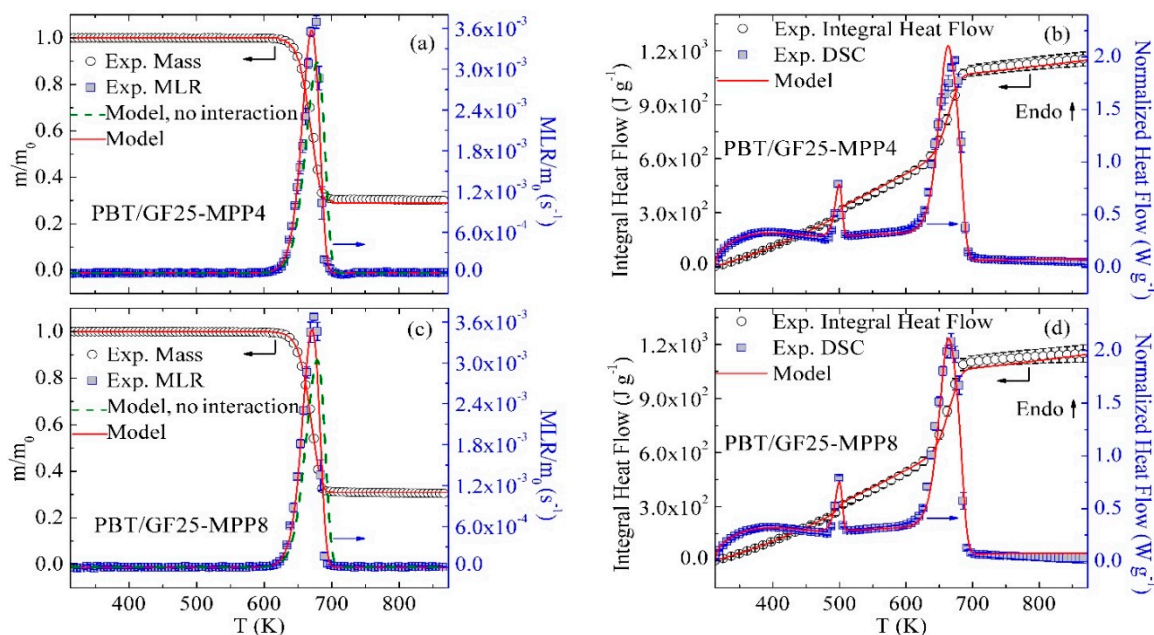 (a)
1.0
0.8
0.6
0.4
0.2
0.0
m/m0
Exp. Mass
Exp. MLR
Model, no interaction
Model
PBT/GF25-MPP4
3.6x10-3
3.0x10-3
2.4x10-3
1.8x10-3
1.2x10-3
6.0x10-4
0.0
MLR/m0 (s-1)
(b)
1.2x103
9.0x102
6.0x102
3.0x102
0.0
Integral Heat Flow (J g-1)
Exp. Integral Heat Flow
Exp. DSC
Model
Endo ↑
PBT/GF25-MPP4
2.0
1.5
1.0
0.5
0.0
Normalized Heat Flow (W g-1)
(c)
1.0
0.8
0.6
0.4
0.2
0.0
m/m0
Exp. Mass
Exp. MLR
Model, no interaction
Model
PBT/GF25-MPP8
3.6x10-3
3.0x10-3
2.4x10-3
1.8x10-3
1.2x10-3
6.0x10-4
0.0
MLR/m0 (s-1)
400 500 600 700 800
T (K)
(d)
1.2x103
9.0x102
6.0x102
3.0x102
0.0
Integral Heat Flow (J g-1)
Exp. Integral Heat Flow
Exp. DSC
Model
Endo ↑
PBT/GF25-MPP8
2.0
1.5
1.0
0.5
0.0
Normalized Heat Flow (W g-1)
400 500 600 700 800
T (K)